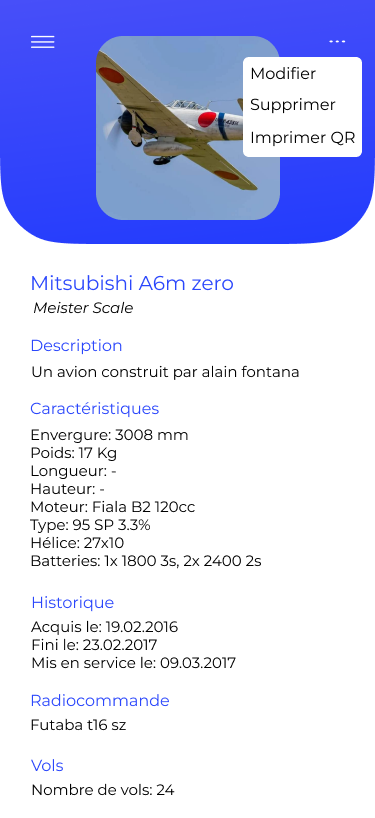 Modifier
Supprimer
Imprimer QR
Mitsubishi A6m zero
Meister Scale
Description
Un avion construit par alain fontana
Caractéristiques
Envergure: 3008 mm
Poids: 17 Kg
Longueur: -
Hauteur: -
Moteur: Fiala B2 120cc
Type: 95 SP 3.3%
Hélice: 27x10
Batteries: 1x 1800 3s, 2x 2400 2s
Historique
Acquis le: 19.02.2016
Fini le: 23.02.2017
Mis en service le: 09.03.2017
Radiocommande
Futaba t16 sz
Vols
Nombre de vols: 24